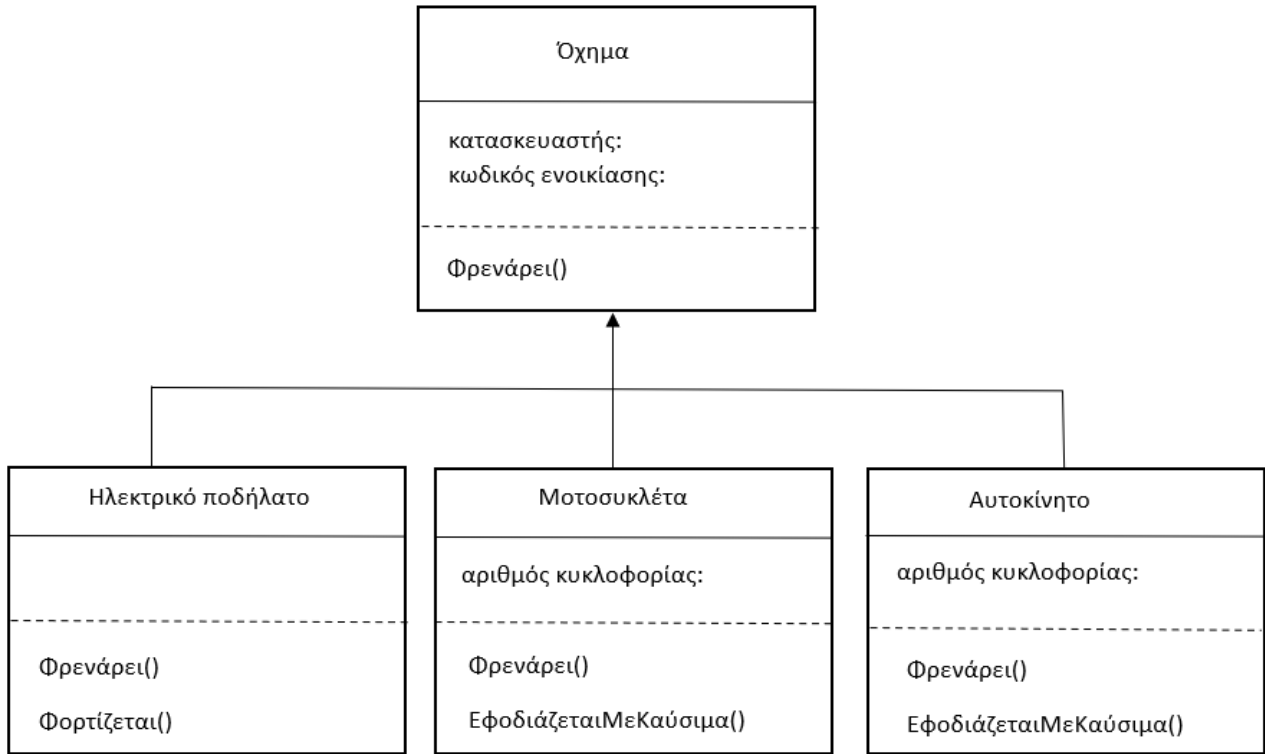 Όχημα
κατασκευαστής:
κωδικός ενοικίασης:
Φρενάρει()
Ηλεκτρικό ποδήλατο
Φρενάρει()
Φορτίζεται()
Μοτοσυκλέτα
αριθμός κυκλοφορίας:
Φρενάρει()
ΕφοδιάζεταιΜεΚαύσιμα()
Αυτοκίνητο
αριθμός κυκλοφορίας:
Φρενάρει()
ΕφοδιάζεταιΜεΚαύσιμα()